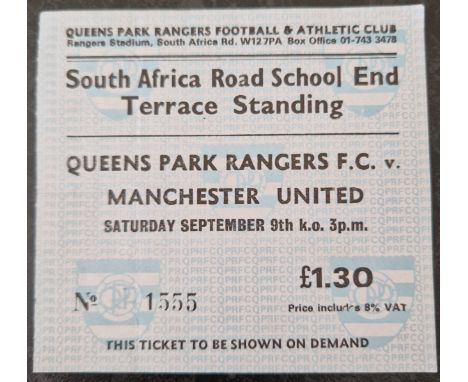 QUEENS PARK RANGERS FOOTBALL & ATHLETIC CLUB
Rangers Stadium, South Africa Rd. W127PA Box Office 01-743 3478
South Africa Road School End
Terrace Standing
QUEENS PARK RANGERS F.C. v.
MANCHESTER UNITED
SATURDAY SEPTEMBER 9th k.o. 3p.m.
£1.30
Nº 1555
Price includes 8% VAT
THIS TICKET TO BE SHOWN ON DEMAND